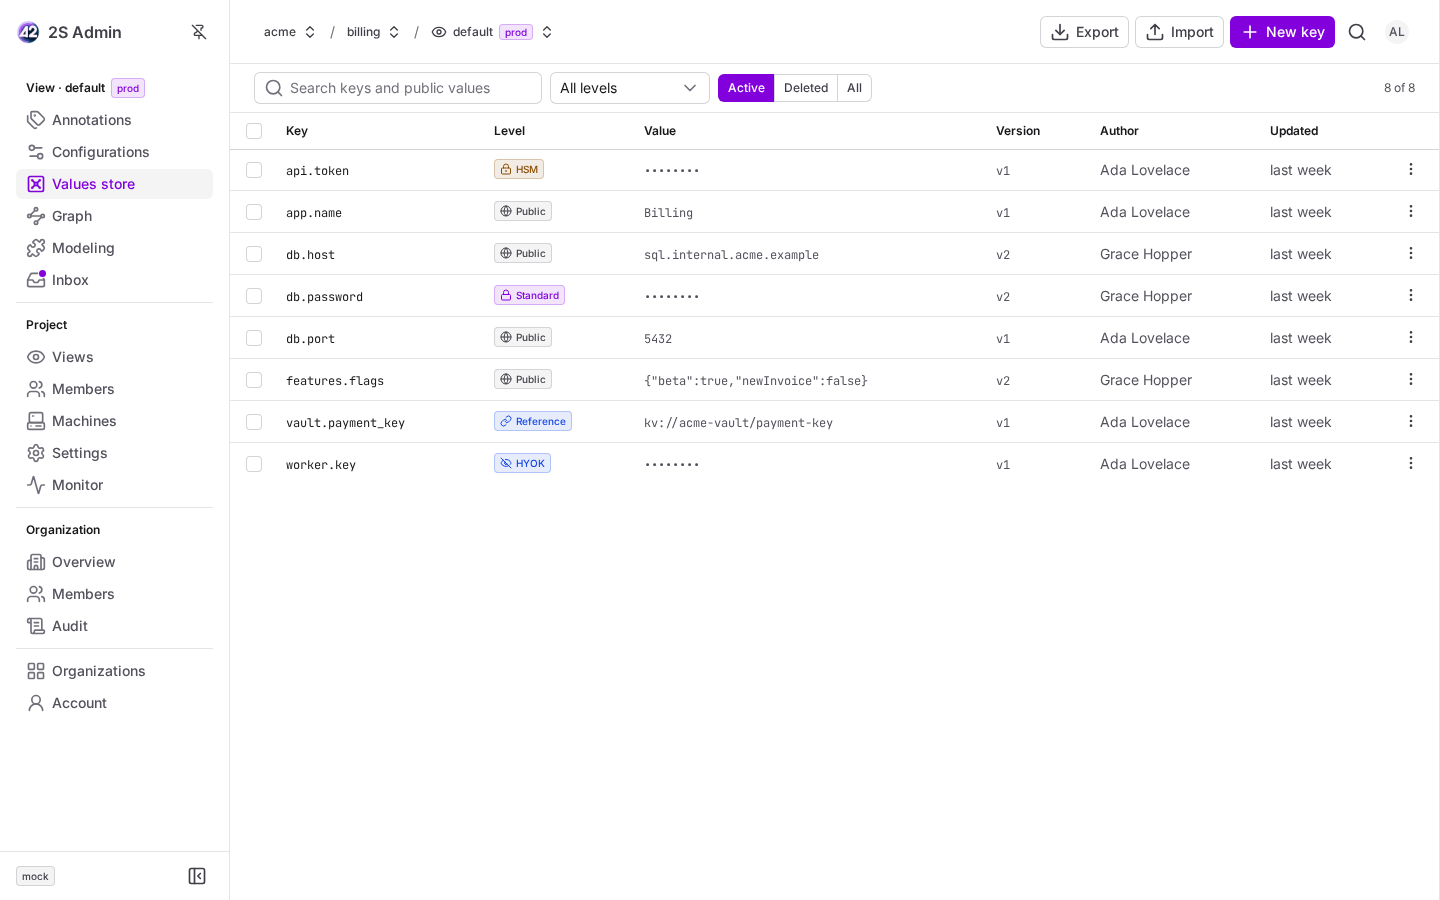 42 2S Admin
acme / billing / default prod
Export Import New key AL
View · default prod
Annotations
Configurations
Values store
Graph
Modeling
Inbox
Project
Views
Members
Machines
Settings
Monitor
Organization
Overview
Members
Audit
Organizations
Account
mock
Search keys and public values All levels Active Deleted All 8 of 8
Key Level Value Version Author Updated
api.token HSM •••••••• v1 Ada Lovelace last week
app.name Public Billing v1 Ada Lovelace last week
db.host Public sql.internal.acme.example v2 Grace Hopper last week
db.password Standard •••••••• v2 Grace Hopper last week
db.port Public 5432 v1 Ada Lovelace last week
features.flags Public {"beta":true,"newInvoice":false} v2 Grace Hopper last week
vault.payment_key Reference kv://acme-vault/payment-key v1 Ada Lovelace last week
worker.key HYOK •••••••• v1 Ada Lovelace last week